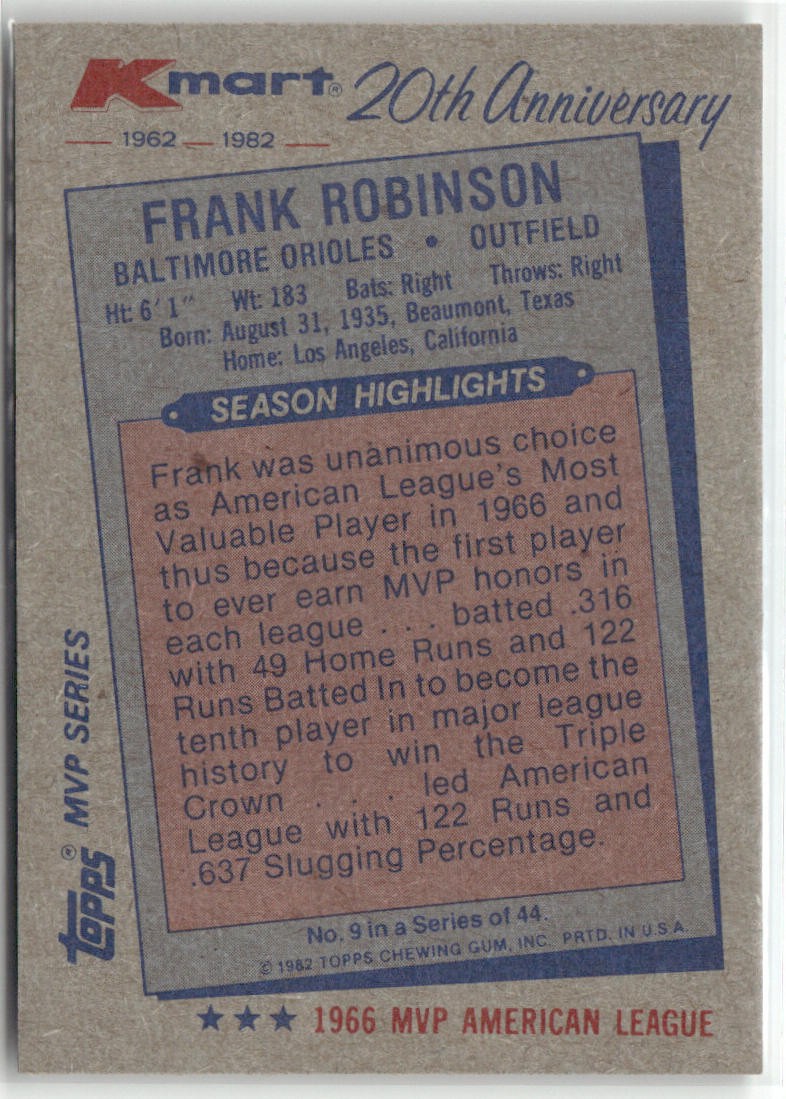 Kmart® 20th Anniversary
1962 — 1982
FRANK ROBINSON
BALTIMORE ORIOLES • OUTFIELD
Ht: 6'1" Wt: 183 Bats: Right Throws: Right
Born: August 31, 1935, Beaumont, Texas
Home: Los Angeles, California
SEASON HIGHLIGHTS
Frank was unanimous choice
as American League's Most
Valuable Player in 1966 and
thus because the first player
to ever earn MVP honors in
each league . . . batted .316
with 49 Home Runs and 122
Runs Batted In to become the
tenth player in major league
history to win the Triple
Crown . . . led American
League with 122 Runs and
.637 Slugging Percentage.
No. 9 in a Series of 44.
© 1982 TOPPS CHEWING GUM, INC. PRTD. IN U.S.A.
TOPPS® MVP SERIES
★★★ 1966 MVP AMERICAN LEAGUE